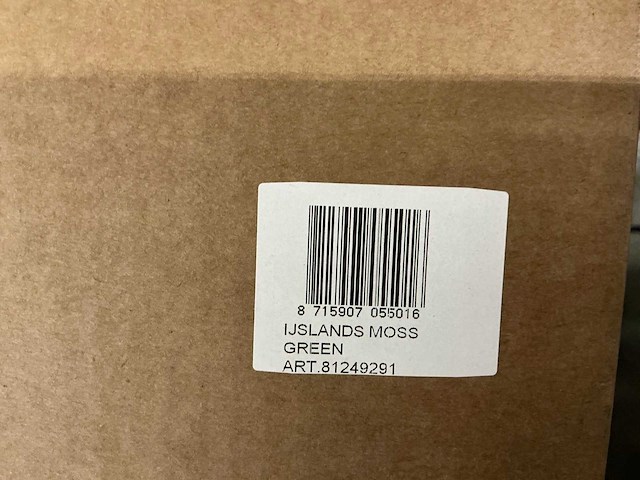 8 715907 055016
IJSLANDS MOSS
GREEN
ART.81249291